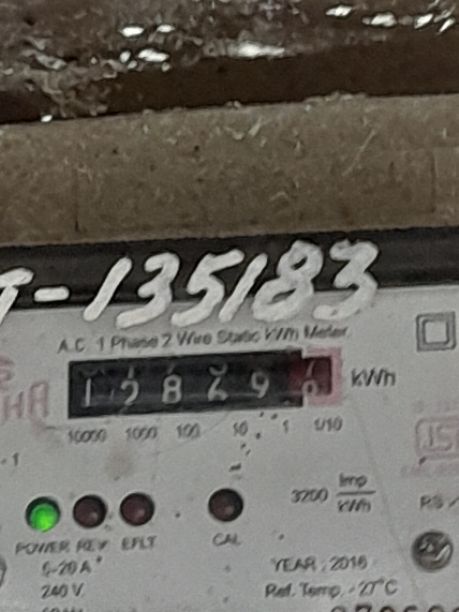 -135183
A.C. 1 Phase 2 Wire Static kWh Meter
kWh
10000 1000 100 10 1 1/10
3200 Imp/kWh
POWER REV EFLT CAL
5-20 A
240 V.
YEAR : 2016
Ref. Temp. - 27°C